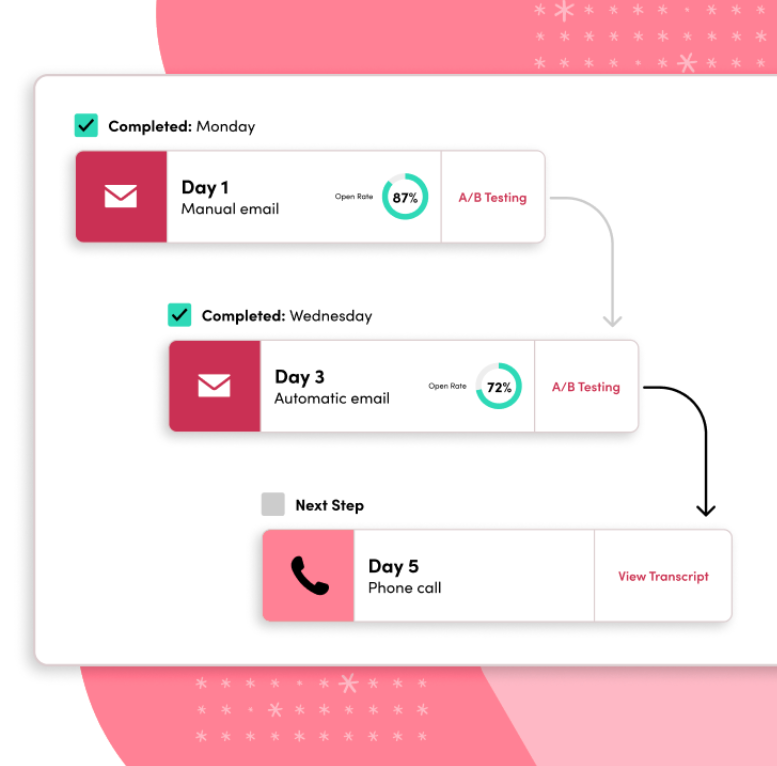 Completed: Monday
Day 1
Manual email
Open Rate
87%
A/B Testing
Completed: Wednesday
Day 3
Automatic email
Open Rate
72%
A/B Testing
Next Step
Day 5
Phone call
View Transcript